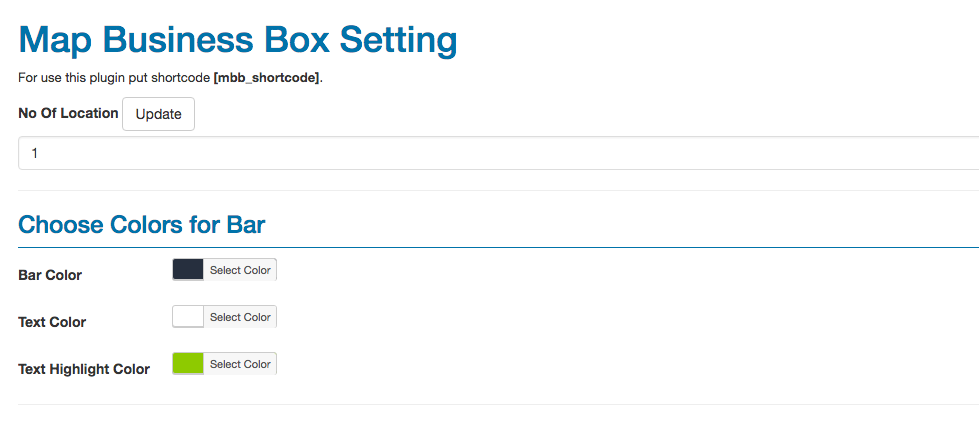 Map Business Box Setting
For use this plugin put shortcode [mbb_shortcode].
No Of Location Update
1
Choose Colors for Bar
Bar Color Select Color
Text Color Select Color
Text Highlight Color Select Color